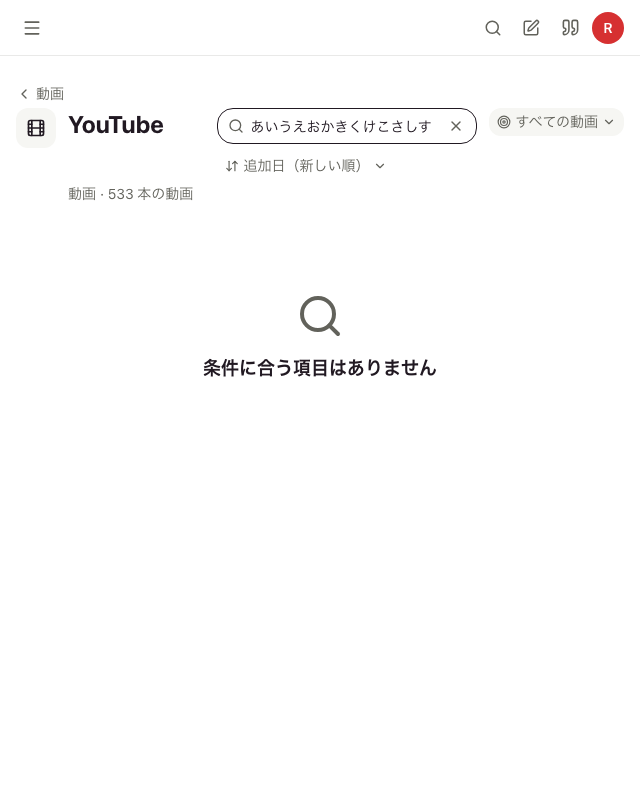 R
動画
YouTube
あいうえおかきくけこさしす
すべての動画
追加日（新しい順）
動画 · 533 本の動画
条件に合う項目はありません